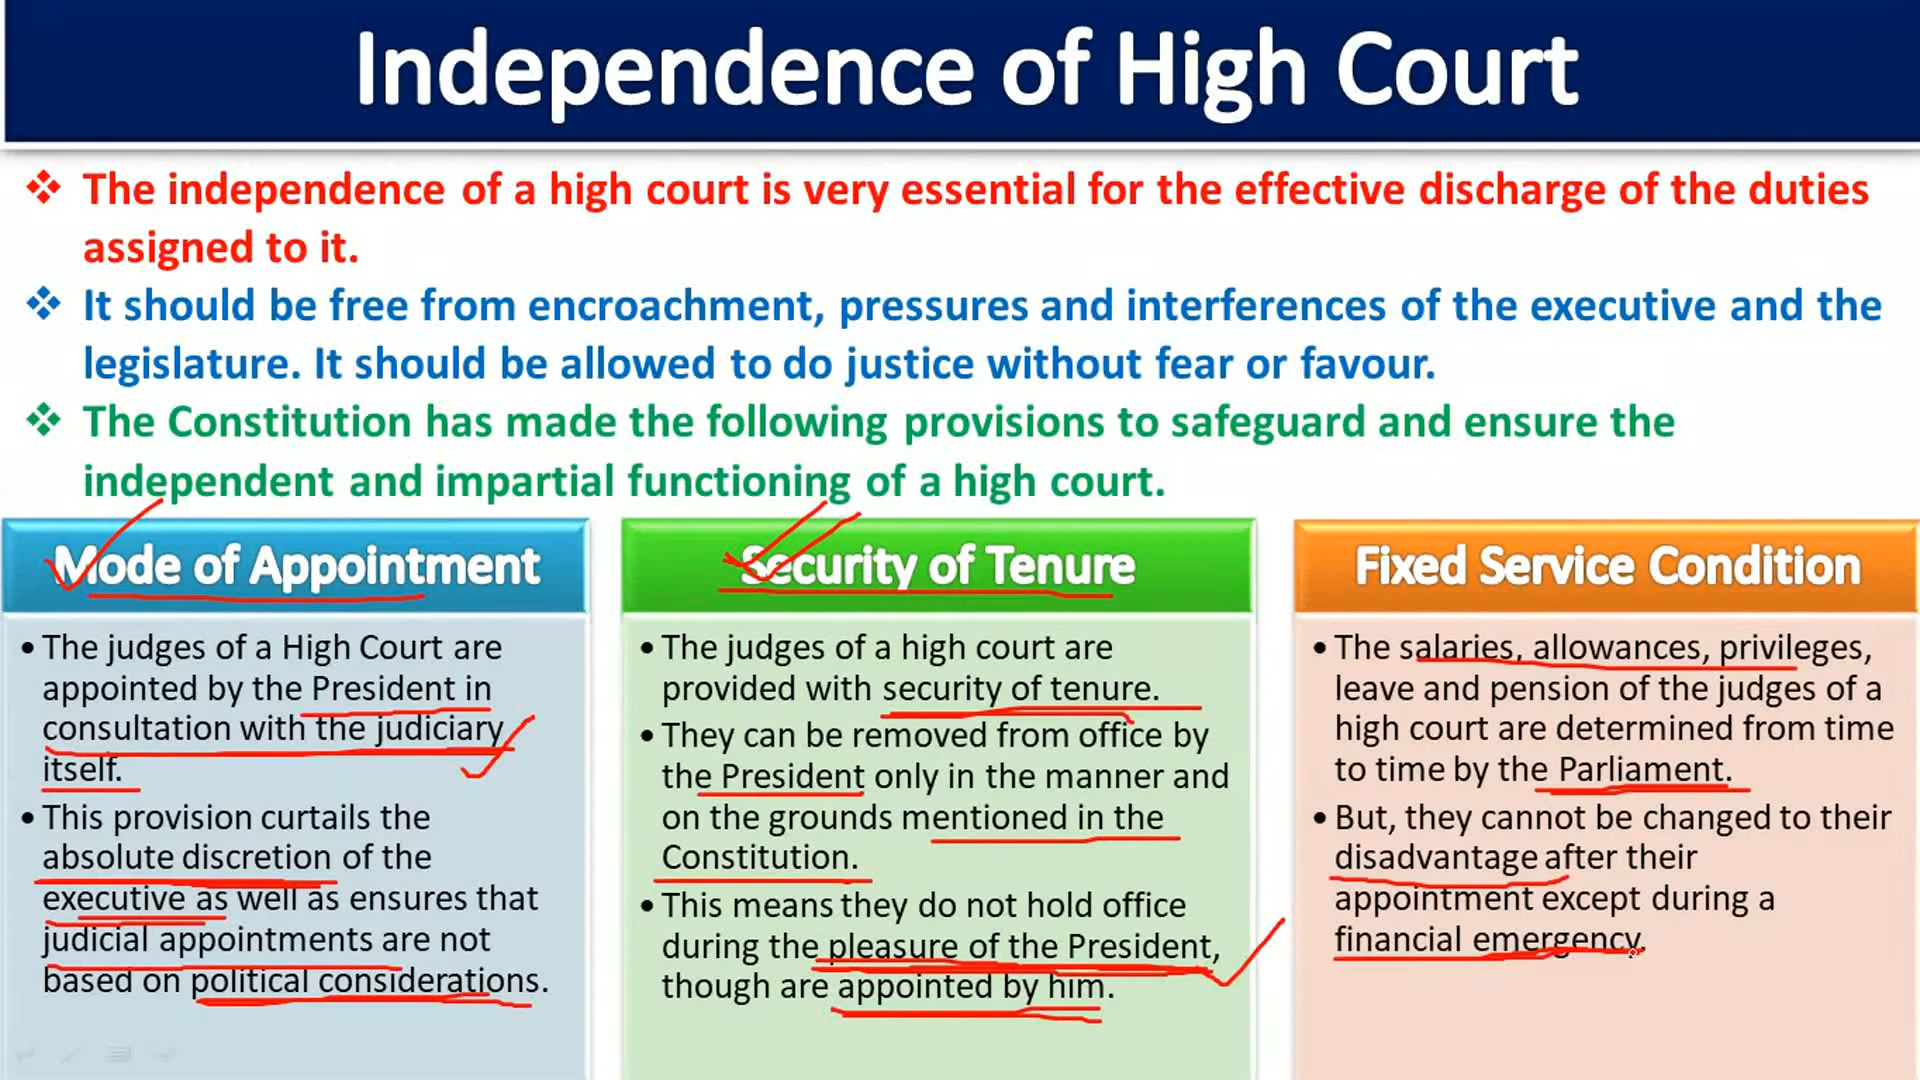 Independence of High Court
❖ The independence of a high court is very essential for the effective discharge of the duties
assigned to it.
❖ It should be free from encroachment, pressures and interferences of the executive and the
legislature. It should be allowed to do justice without fear or favour.
❖ The Constitution has made the following provisions to safeguard and ensure the
independent and impartial functioning of a high court.
Mode of Appointment
• The judges of a High Court are
appointed by the President in
consultation with the judiciary
itself.
• This provision curtails the
absolute discretion of the
executive as well as ensures that
judicial appointments are not
based on political considerations.
Security of Tenure
• The judges of a high court are
provided with security of tenure.
• They can be removed from office by
the President only in the manner and
on the grounds mentioned in the
Constitution.
• This means they do not hold office
during the pleasure of the President,
though are appointed by him.
Fixed Service Condition
• The salaries, allowances, privileges,
leave and pension of the judges of a
high court are determined from time
to time by the Parliament.
• But, they cannot be changed to their
disadvantage after their
appointment except during a
financial emergency.